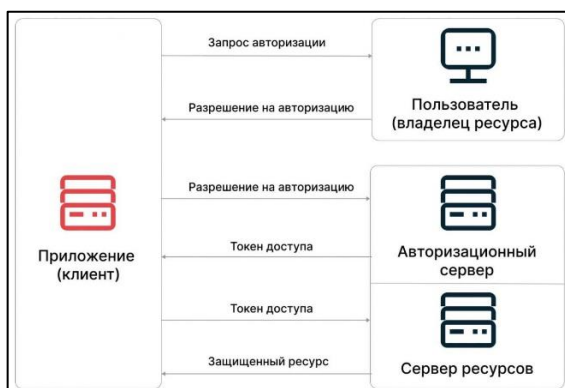 Запрос авторизации
Разрешение на авторизацию
Пользователь
(владелец ресурса)
Разрешение на авторизацию
Токен доступа
Приложение
(клиент)
Авторизационный
сервер
Токен доступа
Защищенный ресурс
Сервер ресурсов